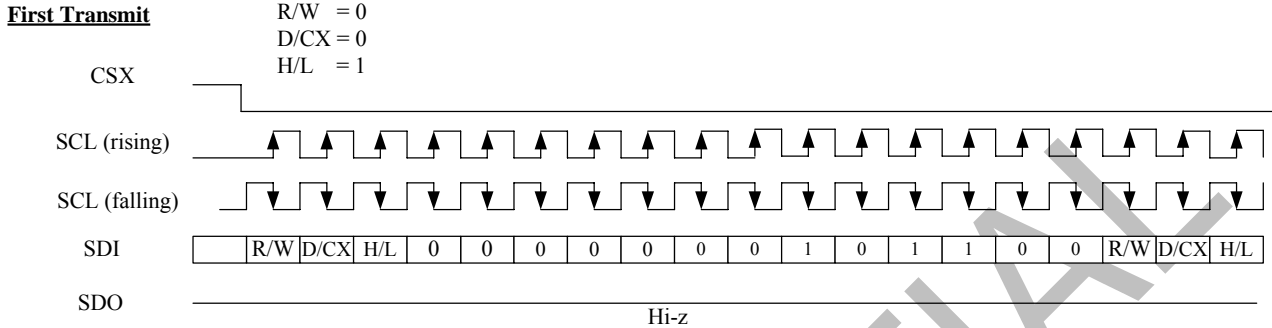 First Transmit
R/W = 0
D/CX = 0
H/L = 1
CSX
SCL (rising)
SCL (falling)
SDI R/W D/CX H/L 0 0 0 0 0 0 0 1 0 1 1 0 0 R/W D/CX H/L
SDO
Hi-z
IAL